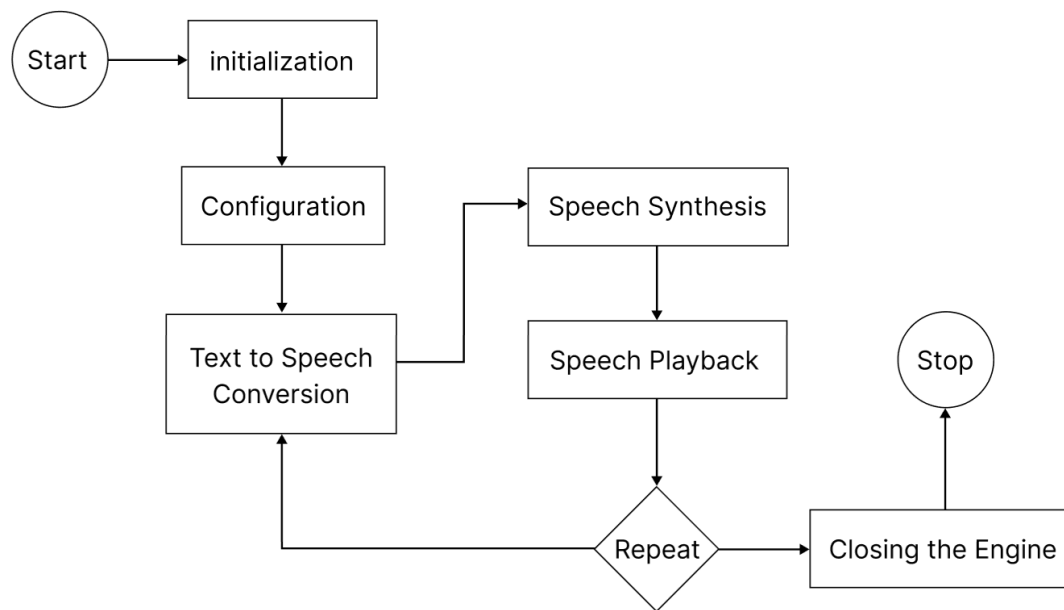 Start
initialization
Configuration
Text to Speech
Conversion
Speech Synthesis
Speech Playback
Repeat
Closing the Engine
Stop